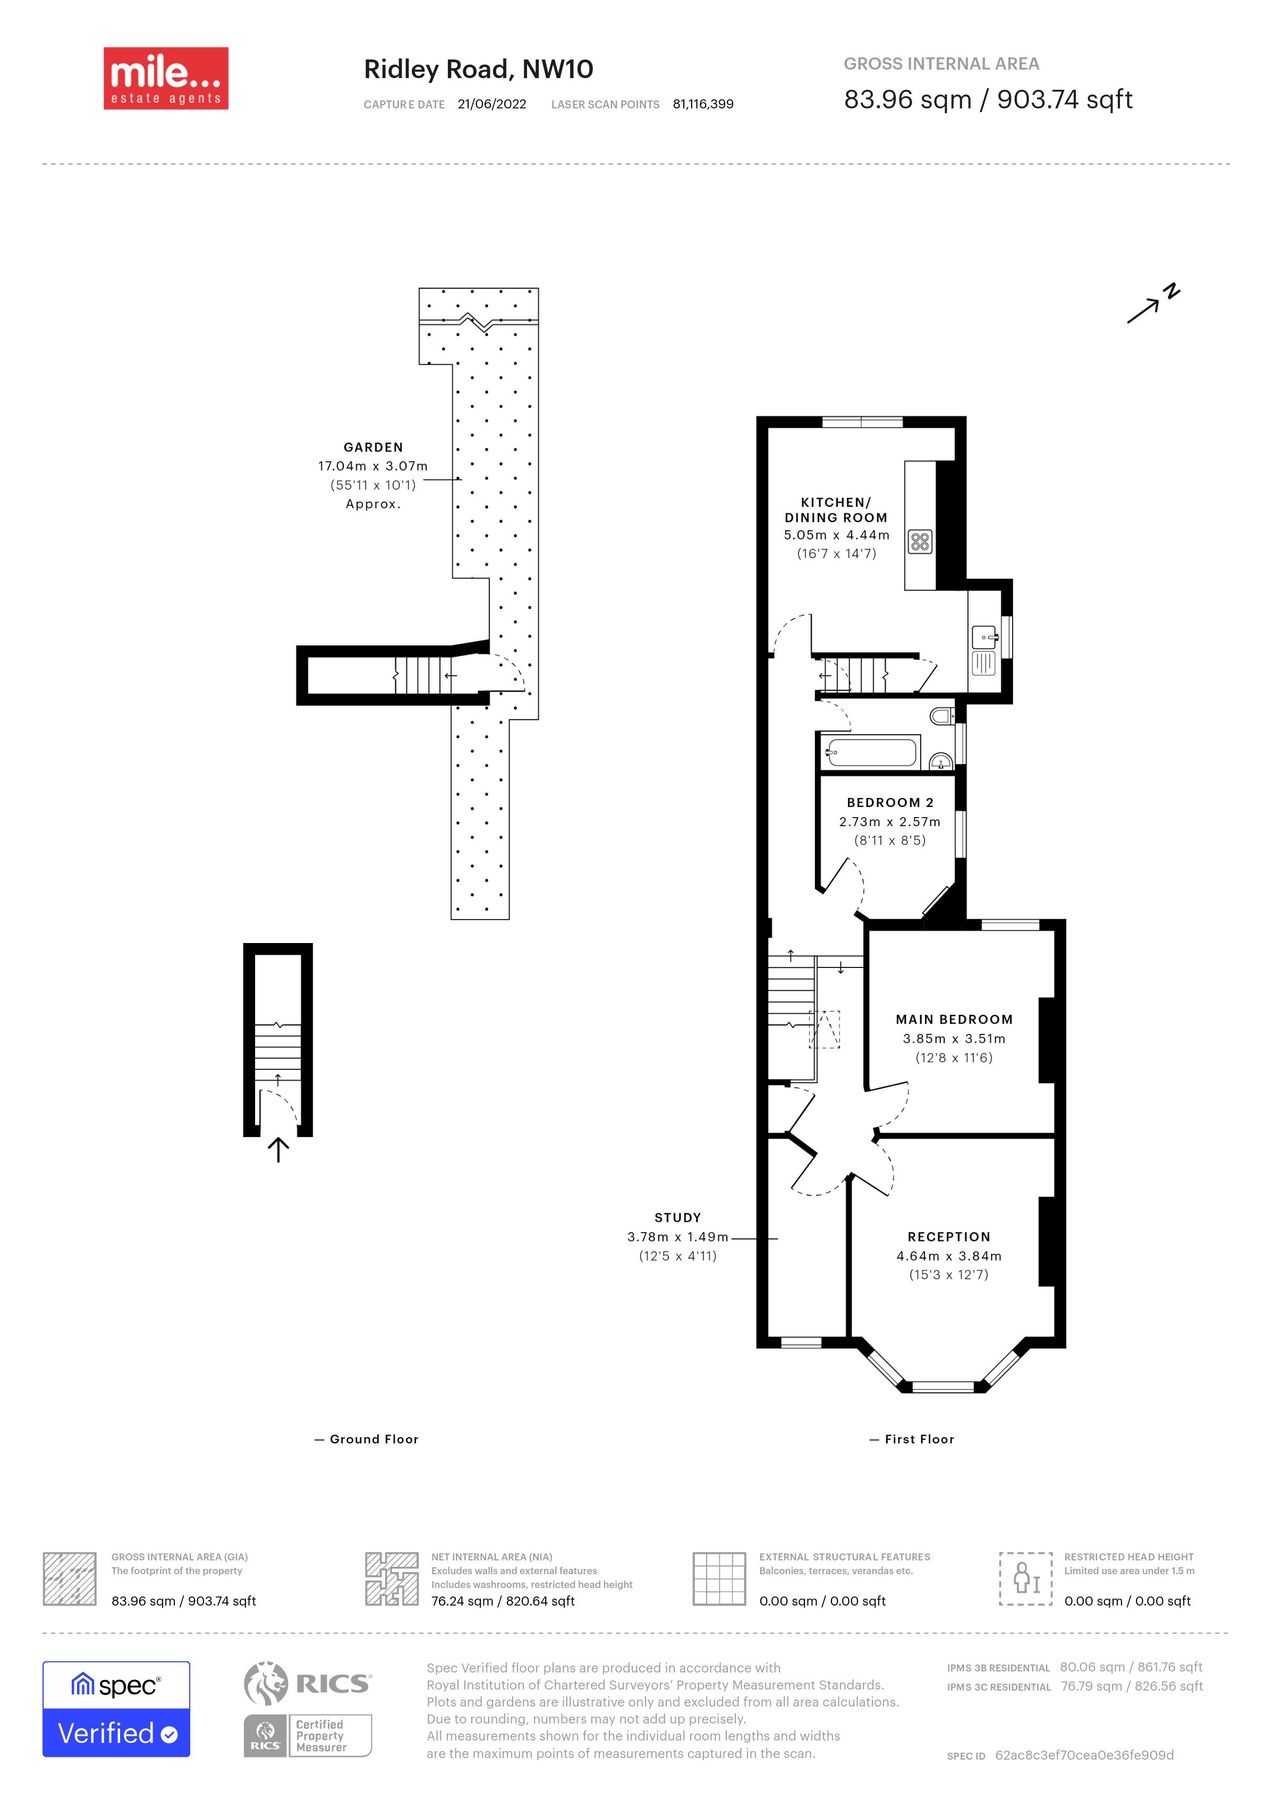 mile...
estate agents
Ridley Road, NW10
CAPTURE DATE 21/06/2022 LASER SCAN POINTS 81,116,399
GROSS INTERNAL AREA
83.96 sqm / 903.74 sqft
N
GARDEN
17.04m x 3.07m
(55'11 x 10'1)
Approx.
KITCHEN/
DINING ROOM
5.05m x 4.44m
(16'7 x 14'7)
BEDROOM 2
2.73m x 2.57m
(8'11 x 8'5)
MAIN BEDROOM
3.85m x 3.51m
(12'8 x 11'6)
STUDY
3.78m x 1.49m
(12'5 x 4'11)
RECEPTION
4.64m x 3.84m
(15'3 x 12'7)
— Ground Floor
— First Floor
GROSS INTERNAL AREA (GIA)
The footprint of the property
83.96 sqm / 903.74 sqft
NET INTERNAL AREA (NIA)
Excludes walls and external features
Includes washrooms, restricted head height
76.24 sqm / 820.64 sqft
EXTERNAL STRUCTURAL FEATURES
Balconies, terraces, verandas etc.
0.00 sqm / 0.00 sqft
RESTRICTED HEAD HEIGHT
Limited use area under 1.5 m
0.00 sqm / 0.00 sqft
spec®
Verified
RICS®
RICS
Certified
Property
Measurer
Spec Verified floor plans are produced in accordance with
Royal Institution of Chartered Surveyors' Property Measurement Standards.
Plots and gardens are illustrative only and excluded from all area calculations.
Due to rounding, numbers may not add up precisely.
All measurements shown for the individual room lengths and widths
are the maximum points of measurements captured in the scan.
IPMS 3B RESIDENTIAL 80.06 sqm / 861.76 sqft
IPMS 3C RESIDENTIAL 76.79 sqm / 826.56 sqft
SPEC ID 62ac8c3ef70cea0e36fe909d